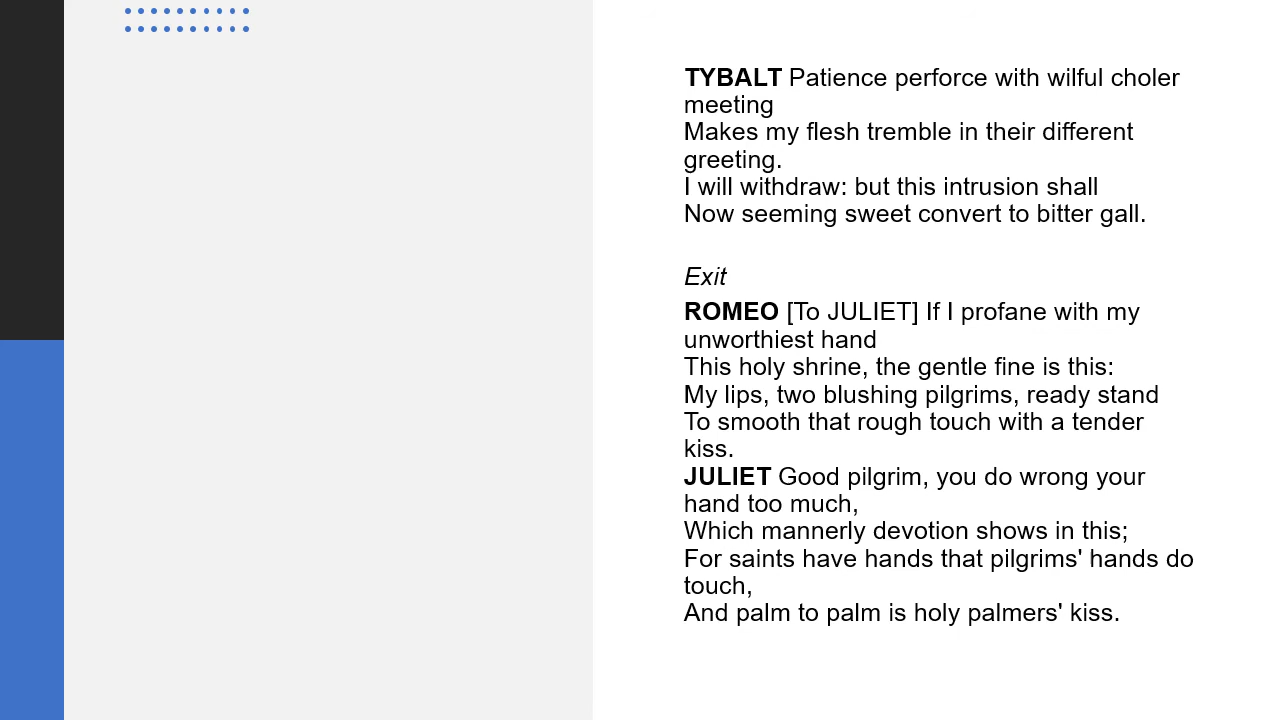 TYBALT Patience perforce with wilful choler
meeting
Makes my flesh tremble in their different
greeting.
I will withdraw: but this intrusion shall
Now seeming sweet convert to bitter gall.
Exit
ROMEO [To JULIET] If I profane with my
unworthiest hand
This holy shrine, the gentle fine is this:
My lips, two blushing pilgrims, ready stand
To smooth that rough touch with a tender
kiss.
JULIET Good pilgrim, you do wrong your
hand too much,
Which mannerly devotion shows in this;
For saints have hands that pilgrims' hands do
touch,
And palm to palm is holy palmers' kiss.